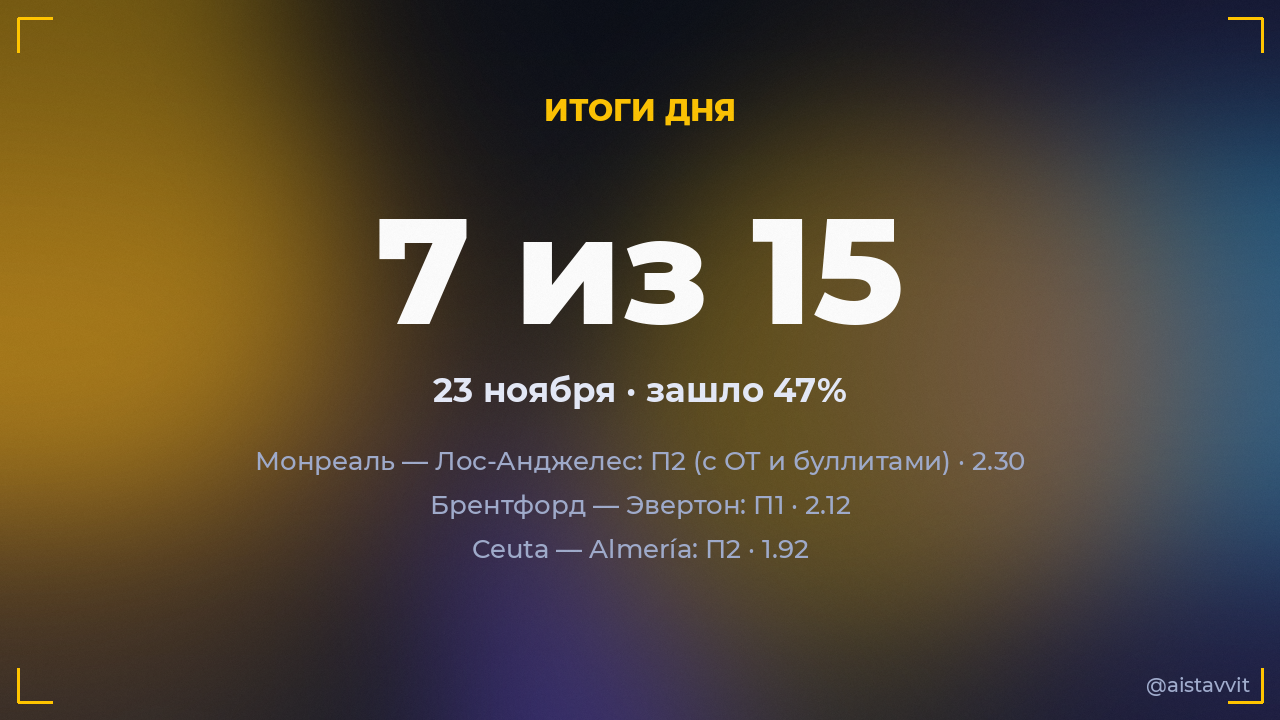 ИТОГИ ДНЯ
7 из 15
23 ноября · зашло 47%
Монреаль — Лос-Анджелес: П2 (с ОТ и буллитами) · 2.30
Брентфорд — Эвертон: П1 · 2.12
Ceuta — Almería: П2 · 1.92
@aistavvit